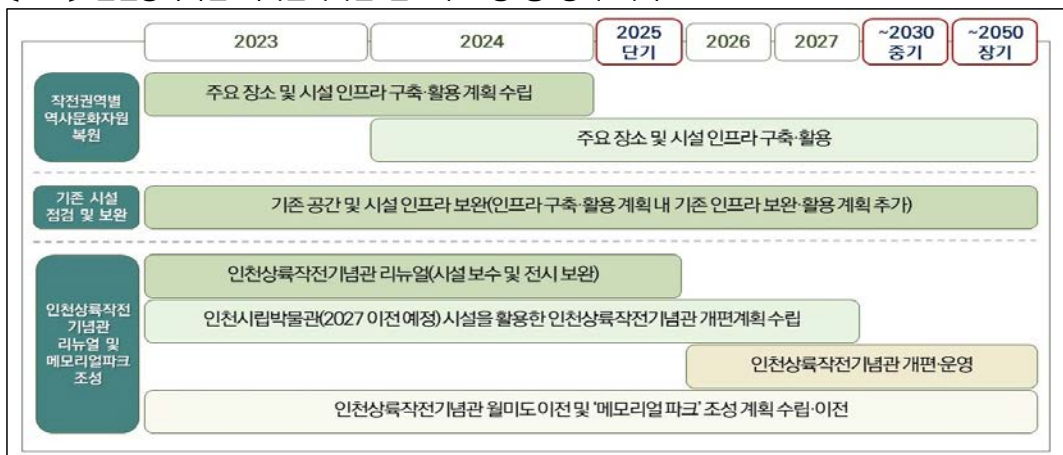 2023
2024
2025
단기
2026
2027
~2030
중기
~2050
장기
작전권역별
역사문화자원
복원
주요 장소 및 시설 인프라 구축·활용 계획 수립
주요 장소 및 시설 인프라 구축·활용
기존 시설
점검 및 보완
기존 공간 및 시설 인프라 보완(인프라 구축·활용 계획 내 기존 인프라 보완·활용 계획 추가)
인천상륙작전
기념관
리뉴얼 및
메모리얼파크
조성
인천상륙작전기념관 리뉴얼(시설 보수 및 전시 보완)
인천시립박물관(2027 이전 예정) 시설을 활용한 인천상륙작전기념관 개편계획 수립
인천상륙작전기념관 개편·운영
인천상륙작전기념관 월미도 이전 및 '메모리얼 파크' 조성 계획 수립·이전